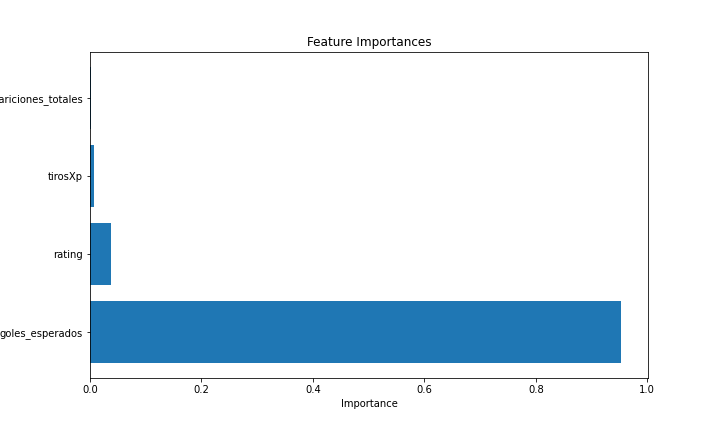 Feature Importances
ariciones_totales
tirosXp
rating
goles_esperados
0.0 0.2 0.4 0.6 0.8 1.0
Importance